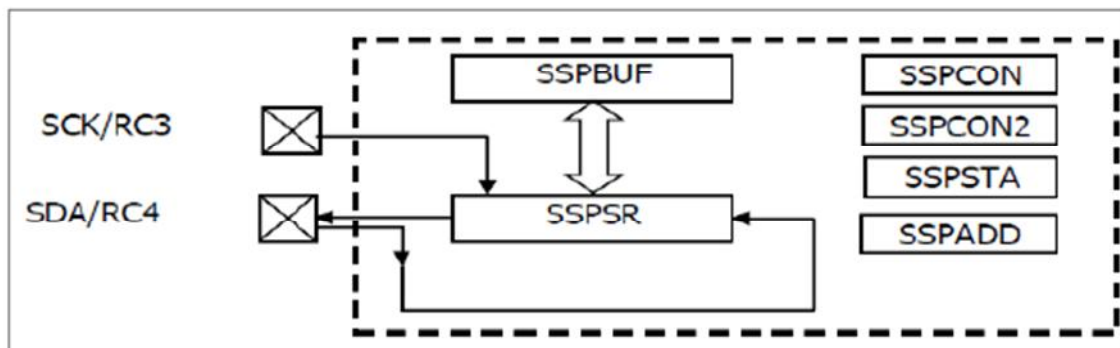 SSPBUF
SSPCON
SCK/RC3
SSPCON2
SSPSTA
SDA/RC4
SSPSR
SSPADD